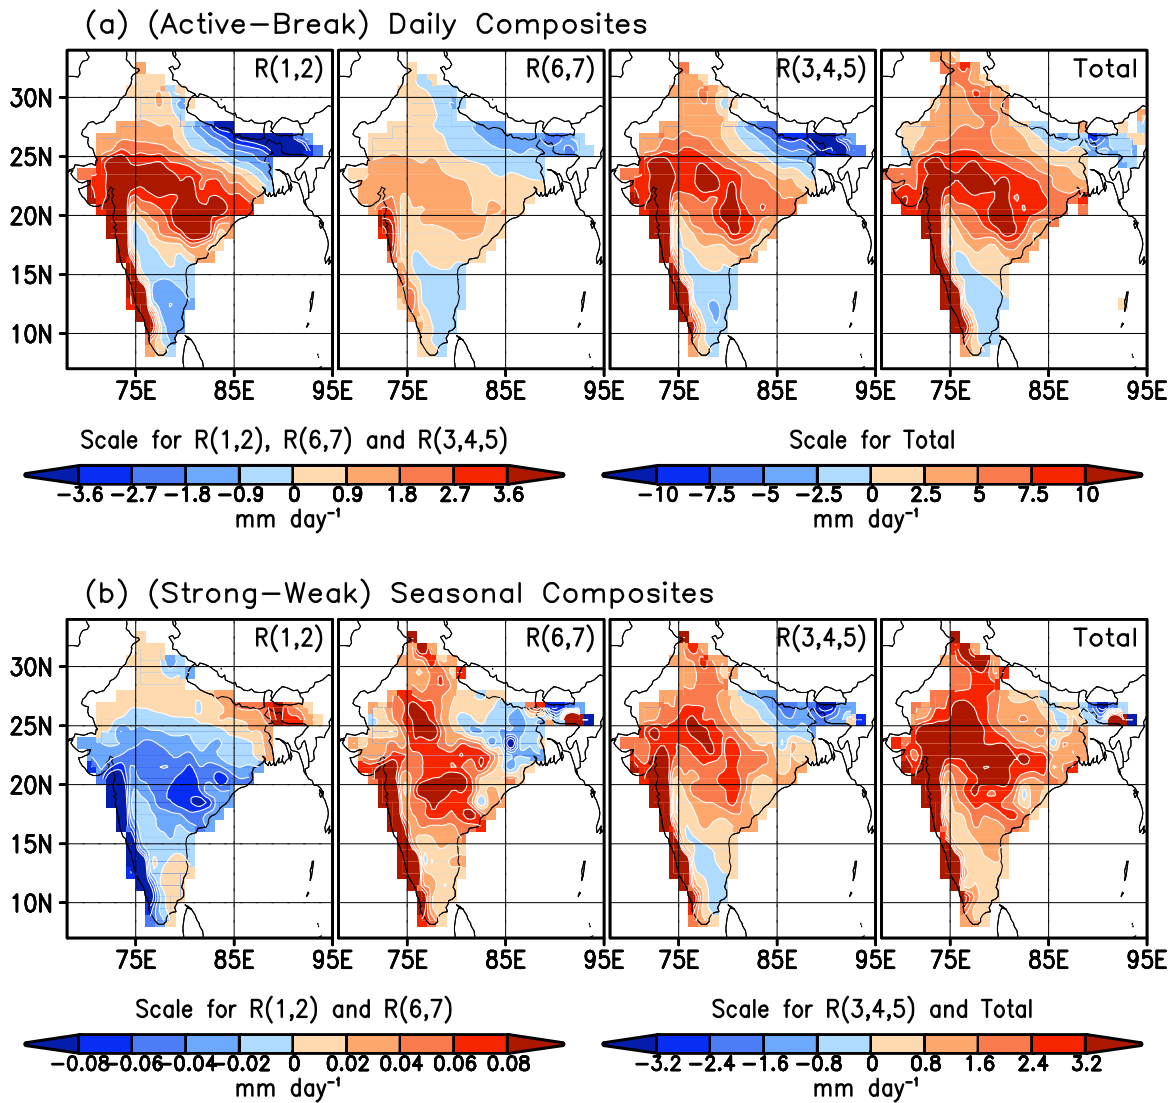 (a) (Active−Break) Daily Composites
R(1,2) R(6,7) R(3,4,5) Total
30N
25N
20N
15N
10N
75E 85E 95E 75E 85E 95E 75E 85E 95E 75E 85E 95E
Scale for R(1,2), R(6,7) and R(3,4,5) Scale for Total
−3.6 −2.7 −1.8 −0.9 0 0.9 1.8 2.7 3.6 −10 −7.5 −5 −2.5 0 2.5 5 7.5 10
mm day⁻¹ mm day⁻¹
(b) (Strong−Weak) Seasonal Composites
R(1,2) R(6,7) R(3,4,5) Total
30N
25N
20N
15N
10N
75E 85E 95E 75E 85E 95E 75E 85E 95E 75E 85E 95E
Scale for R(1,2) and R(6,7) Scale for R(3,4,5) and Total
−0.08 −0.06 −0.04 −0.02 0 0.02 0.04 0.06 0.08 −3.2 −2.4 −1.6 −0.8 0 0.8 1.6 2.4 3.2
mm day⁻¹ mm day⁻¹